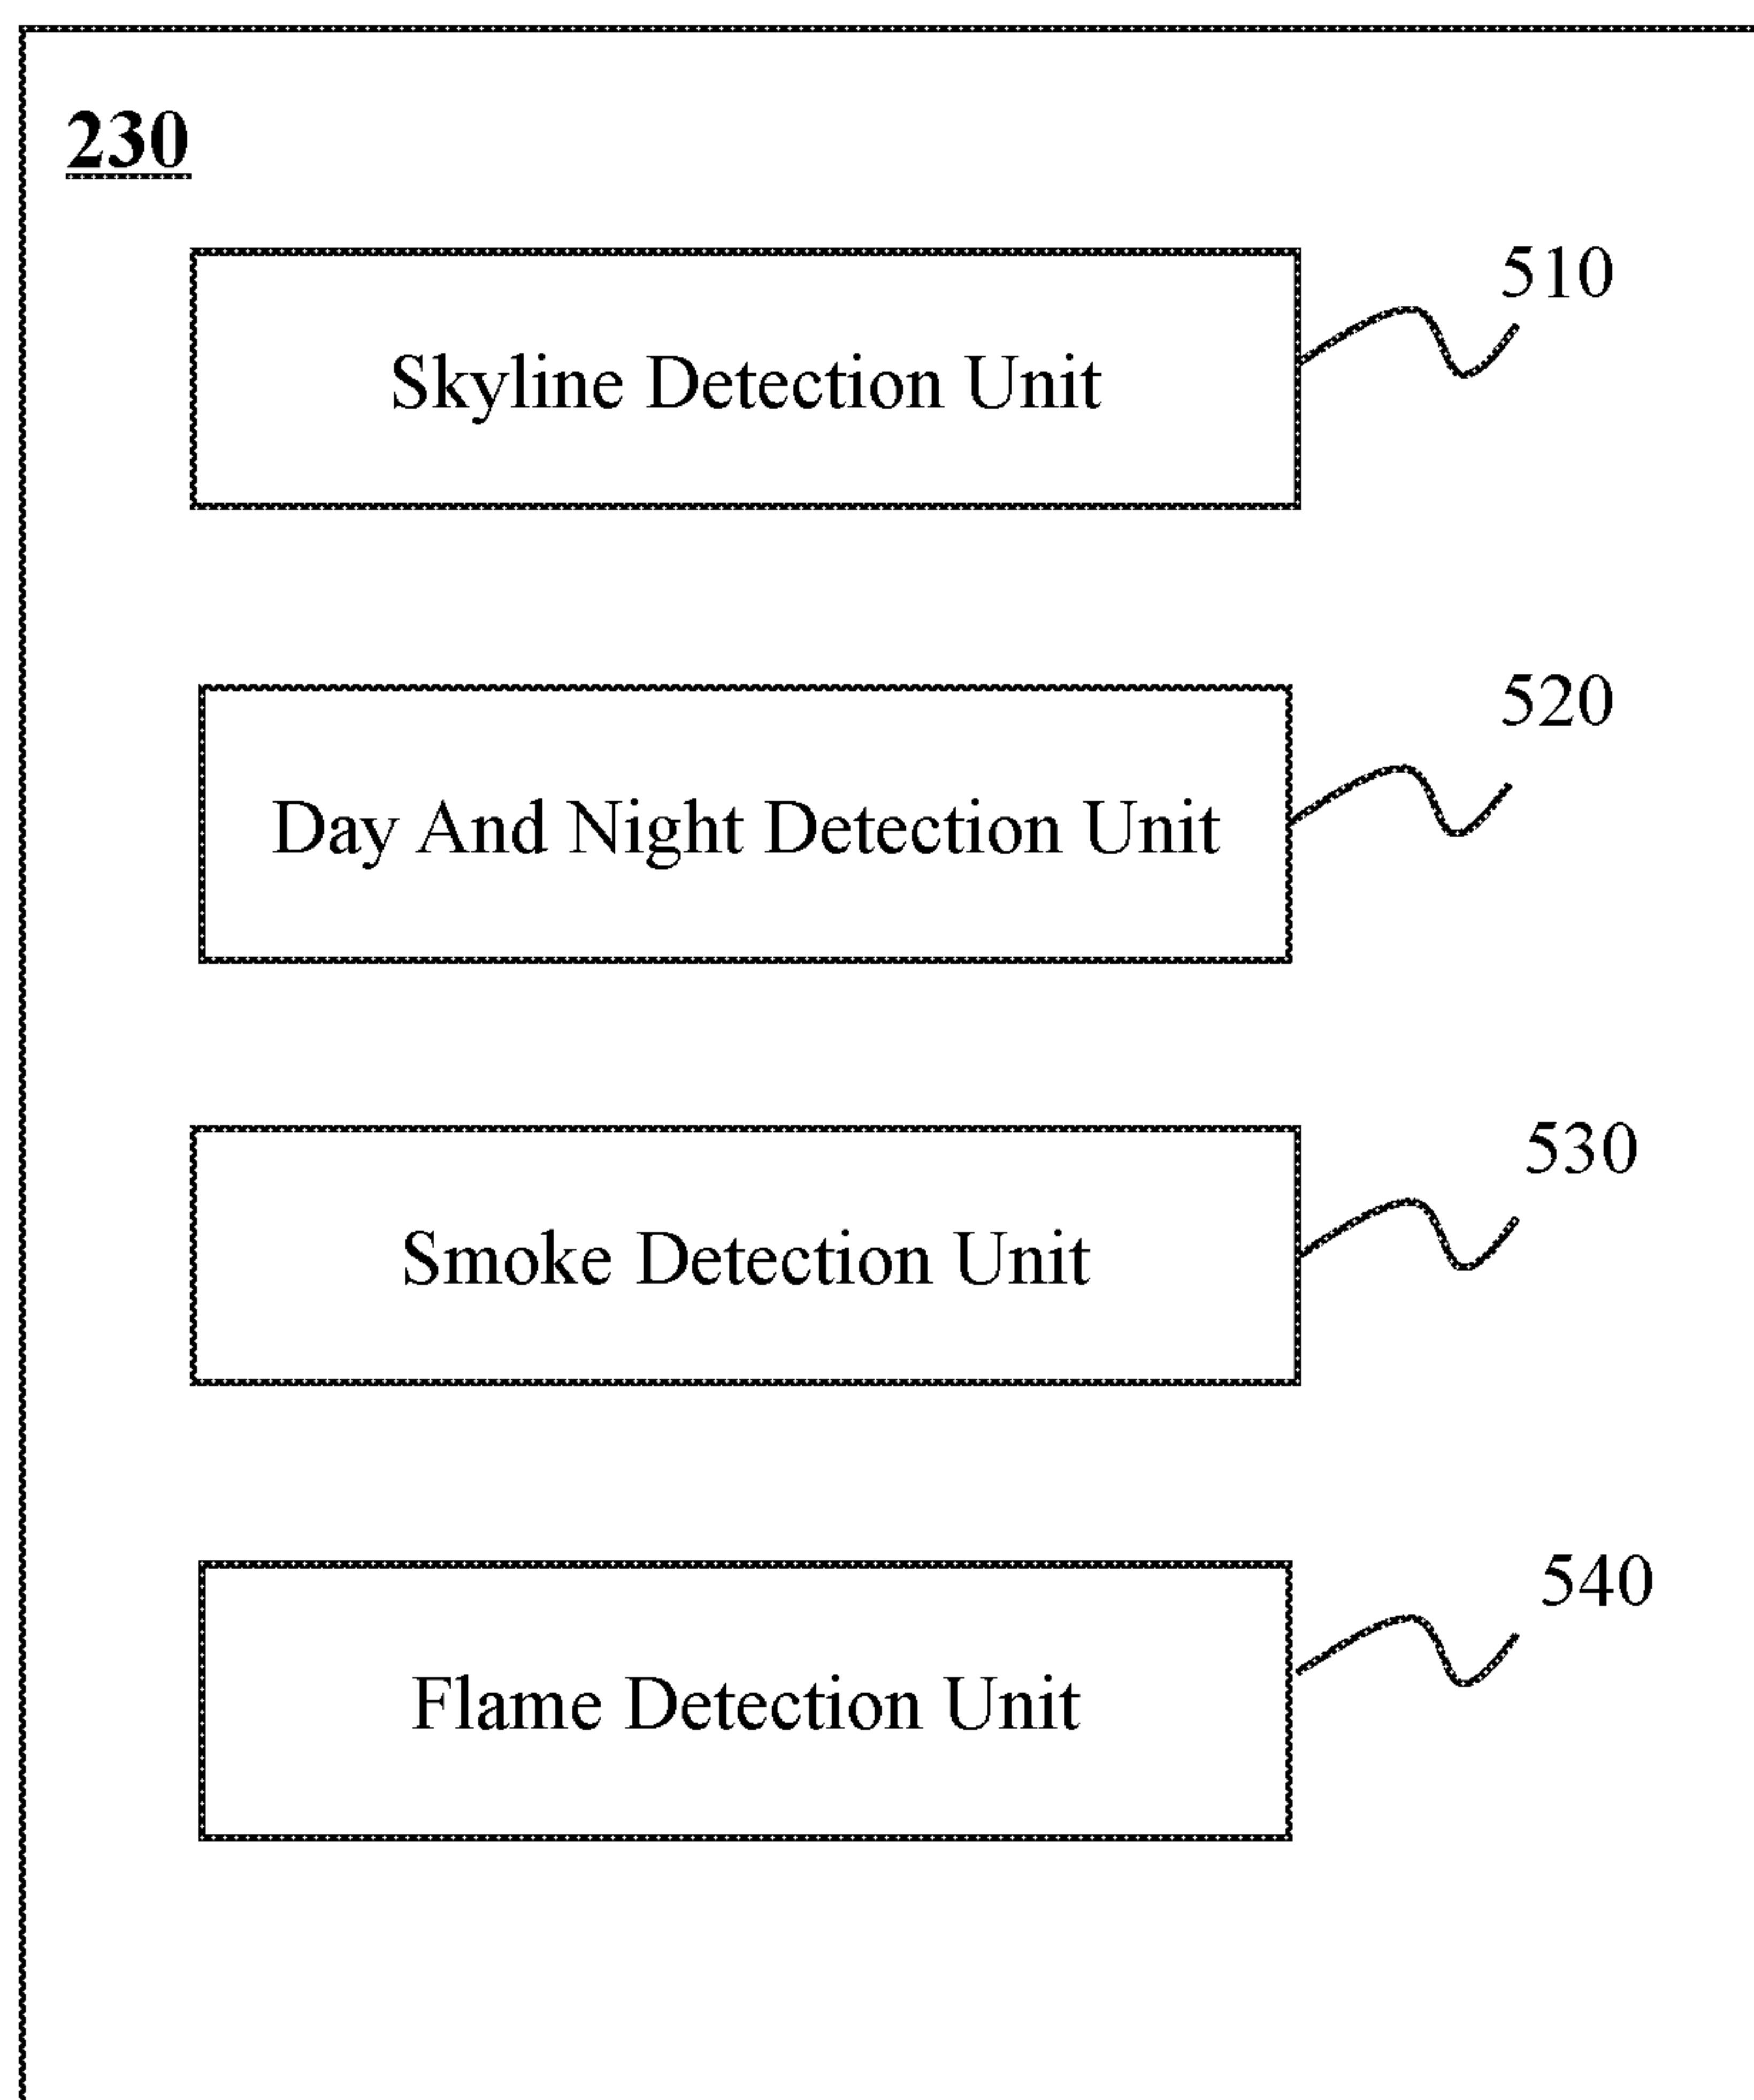 230
510
Skyline Detection Unit
520
Day And Night Detection Unit
530
Smoke Detection Unit
540
Flame Detection Unit